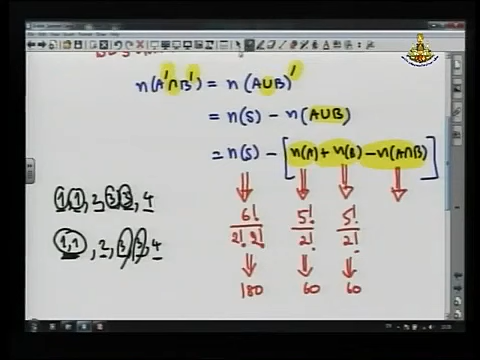 n(A'∩B') = n(A∪B)'
= n(S) - n(A∪B)
= n(S) - [n(A) + n(B) - n(A∩B)]
1, 1, 2, 3, 3, 4
6!/2! 2! 5!/2! 5!/2!
1,1, 2, 3, 3, 4
180 60 60